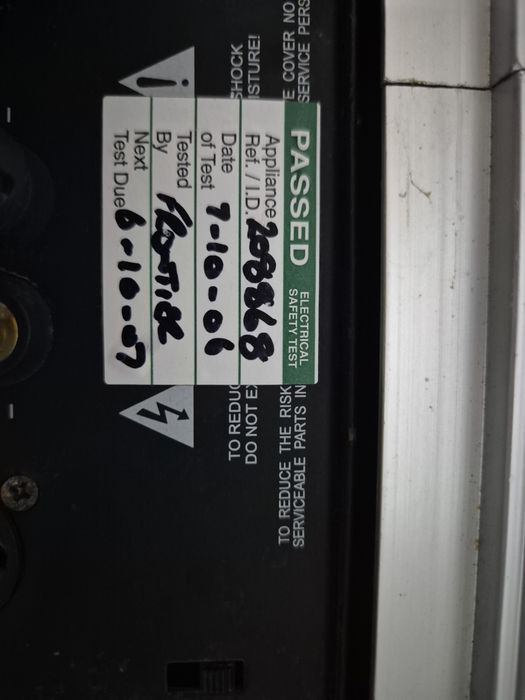 PASSED ELECTRICAL SAFETY TEST
Appliance Ref. / I.D. 208868
Date of Test 7-10-06
Tested By FRONTIER
Next Test Due 6-10-07
E COVER NO
SERVICE PERS
SHOCK
ISTURE!
TO REDUCE THE RISK
SERVICEABLE PARTS IN
TO REDUC
DO NOT EX